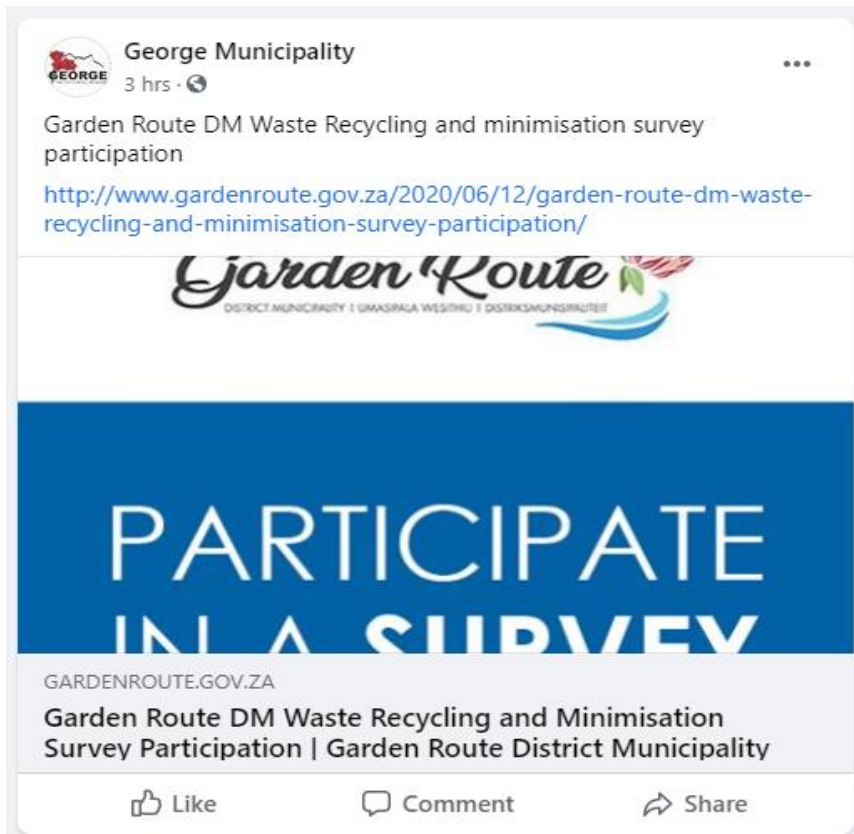 GEORGE
George Municipality
3 hrs ·
Garden Route DM Waste Recycling and minimisation survey
participation
http://www.gardenroute.gov.za/2020/06/12/garden-route-dm-waste-
recycling-and-minimisation-survey-participation/
Garden Route
DISTRICT MUNICIPALITY | UMASIPALA WESITHILI | DISTRIKSMUNISIPALITEIT
PARTICIPATE
IN A SURVEY
GARDENROUTE.GOV.ZA
Garden Route DM Waste Recycling and Minimisation
Survey Participation | Garden Route District Municipality
Like Comment Share